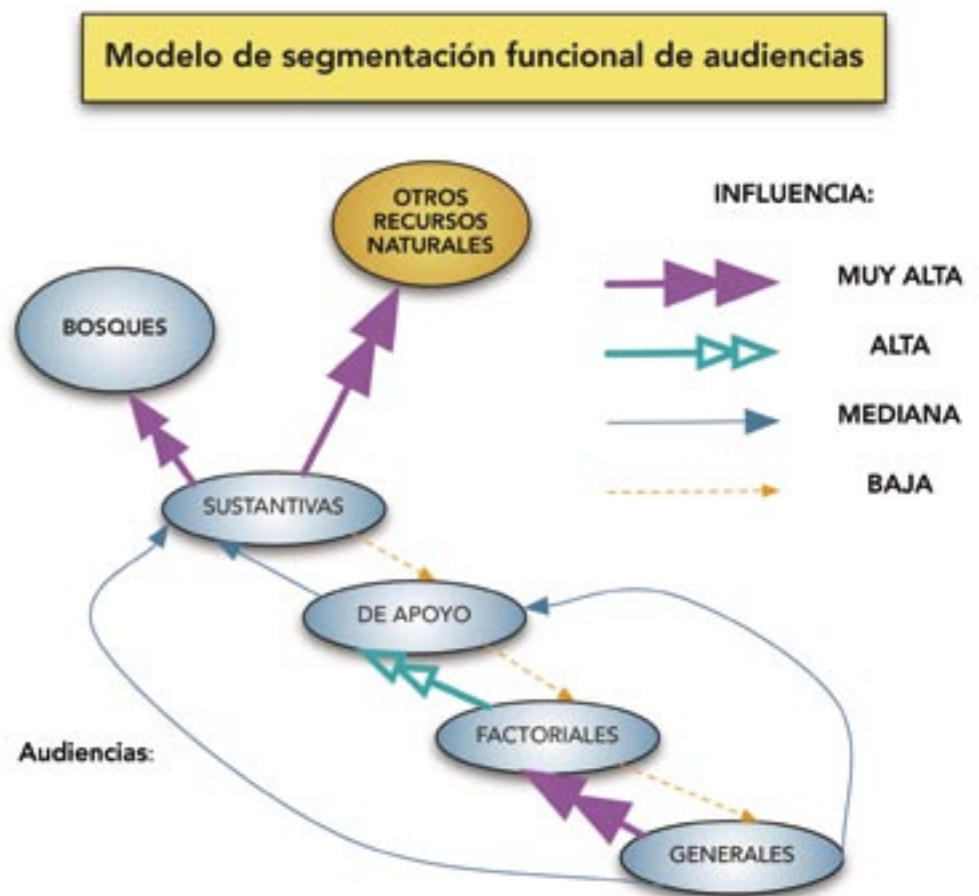 Modelo de segmentación funcional de audiencias
OTROS
RECURSOS
NATURALES
INFLUENCIA:
MUY ALTA
BOSQUES
ALTA
MEDIANA
BAJA
SUSTANTIVAS
DE APOYO
FACTORIALES
Audiencias:
GENERALES